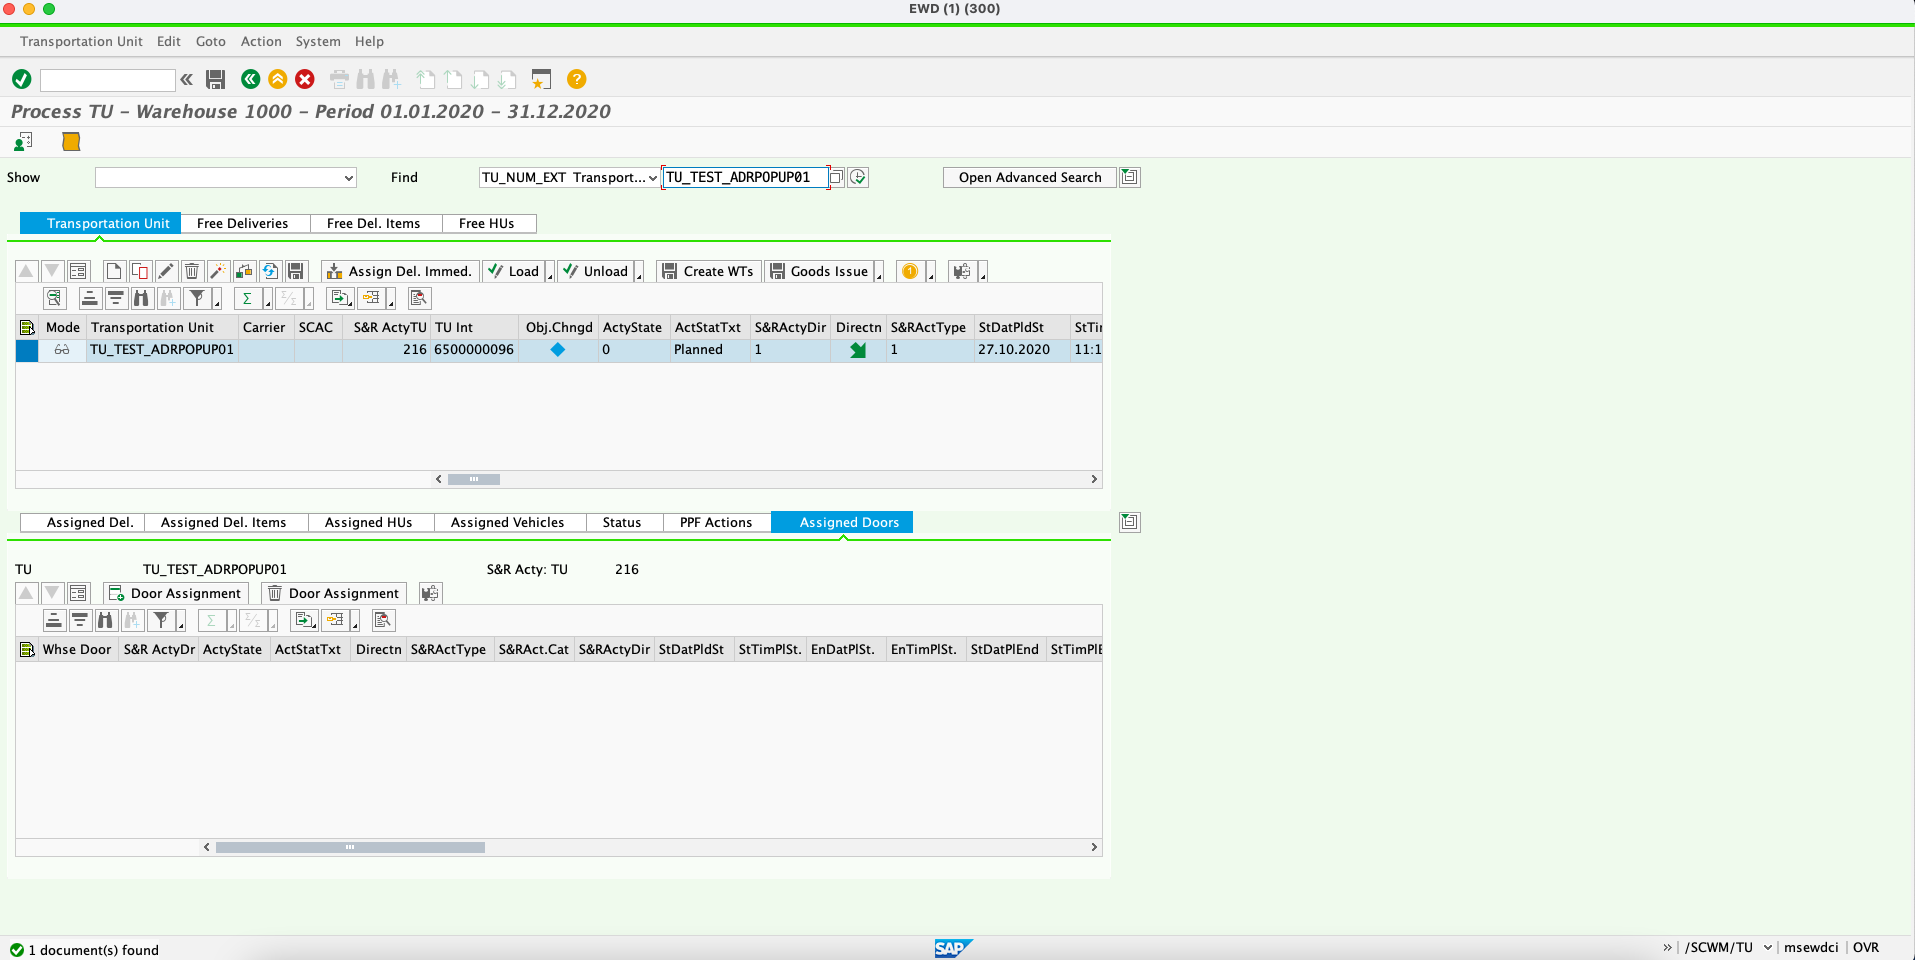 EWD (1) (300)
Transportation Unit Edit Goto Action System Help
Process TU - Warehouse 1000 - Period 01.01.2020 - 31.12.2020
Show Find TU_NUM_EXT Transport... TU_TEST_ADRPOPUP01 Open Advanced Search
Transportation Unit Free Deliveries Free Del. Items Free HUs
Assign Del. Immed. Load Unload Create WTs Goods Issue
Mode Transportation Unit Carrier SCAC S&R ActyTU TU Int Obj.Chngd ActyState ActStatTxt S&RActyDir Directn S&RActType StDatPldSt StTi
TU_TEST_ADRPOPUP01 216 6500000096 0 Planned 1 1 27.10.2020 11:1
Assigned Del. Assigned Del. Items Assigned HUs Assigned Vehicles Status PPF Actions Assigned Doors
TU TU_TEST_ADRPOPUP01 S&R Acty: TU 216
Door Assignment Door Assignment
Whse Door S&R ActyDr ActyState ActStatTxt Directn S&RActType S&RAct.Cat S&RActyDir StDatPldSt StTimPlSt. EnDatPlSt. EnTimPlSt. StDatPlEnd StTimPlE
1 document(s) found SAP /SCWM/TU msewdci OVR